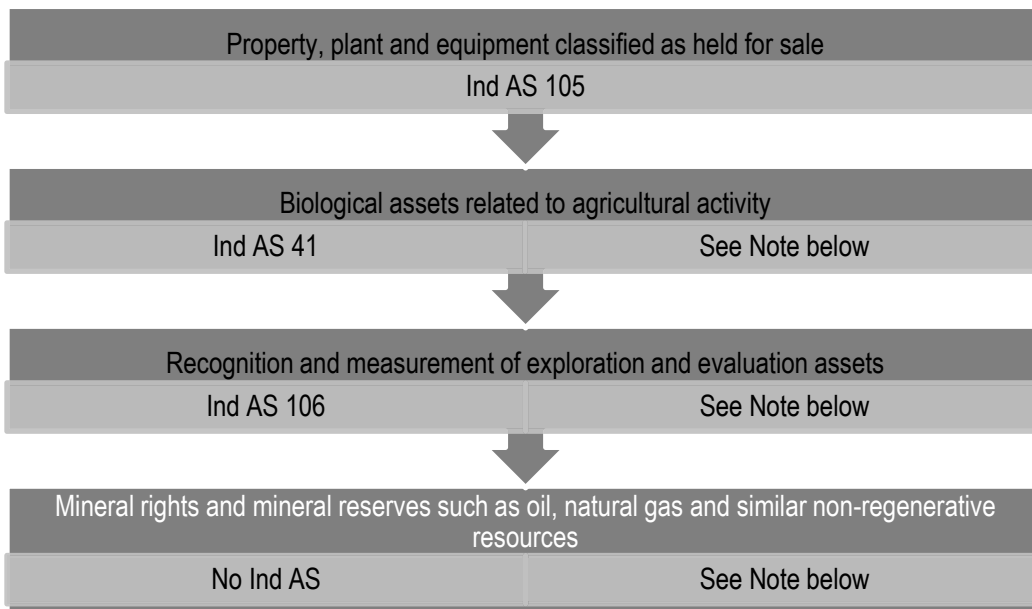 Property, plant and equipment classified as held for sale
Ind AS 105
Biological assets related to agricultural activity
Ind AS 41
See Note below
Recognition and measurement of exploration and evaluation assets
Ind AS 106
See Note below
Mineral rights and mineral reserves such as oil, natural gas and similar non-regenerative
resources
No Ind AS
See Note below